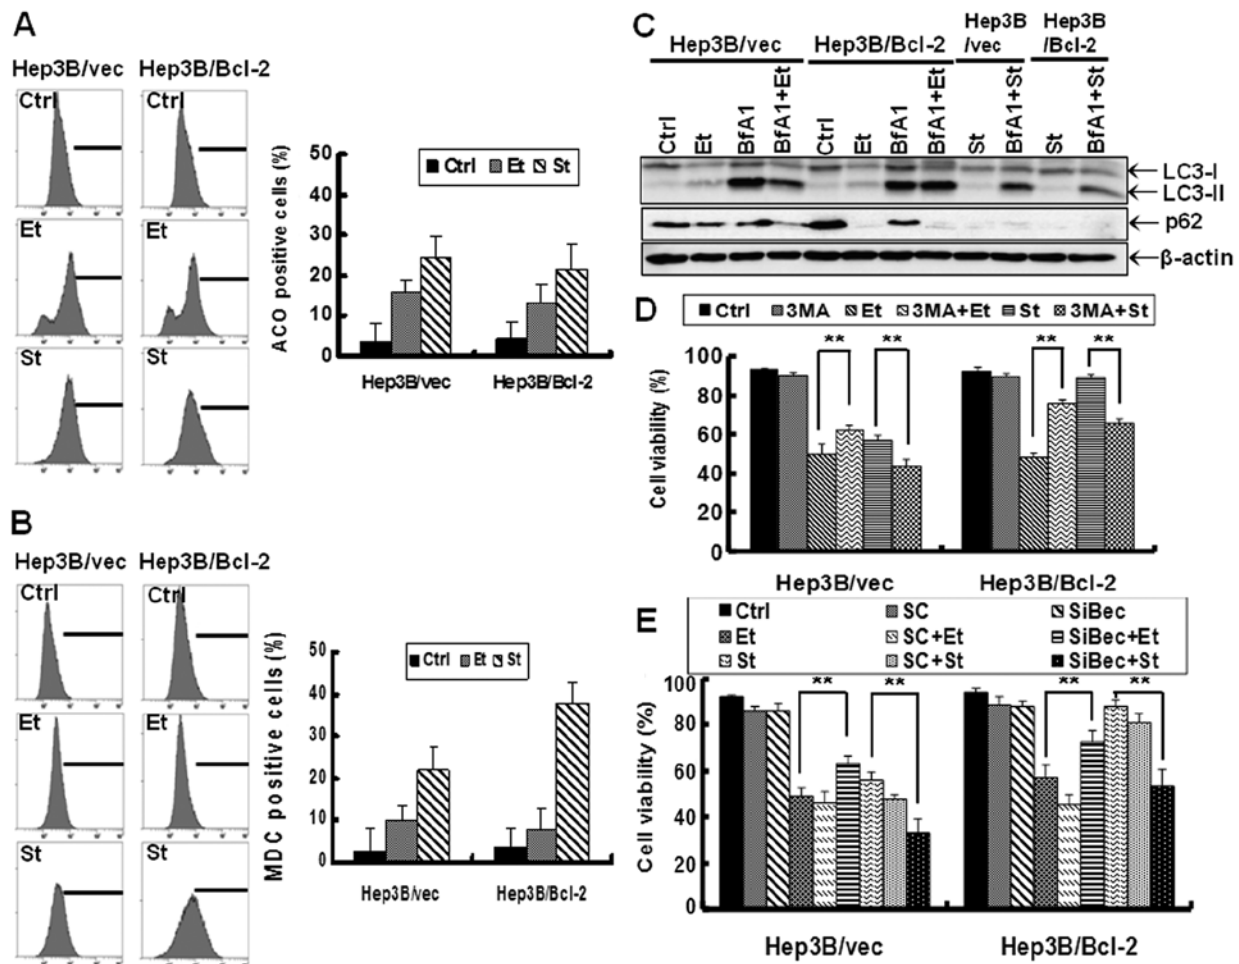 A
Hep3B/vec Hep3B/Bcl-2
Ctrl Ctrl
Et Et
St St
ACO positive cells (%)
50
40
30
20
10
0
Ctrl Et St
Hep3B/vec Hep3B/Bcl-2
B
Hep3B/vec Hep3B/Bcl-2
Ctrl Ctrl
Et Et
St St
MDC positive cells (%)
50
40
30
20
10
0
Ctrl Et St
Hep3B/vec Hep3B/Bcl-2
C
Hep3B/vec Hep3B/Bcl-2 Hep3B /vec Hep3B /Bcl-2
Ctrl Et BfA1 BfA1+Et Ctrl Et BfA1 BfA1+Et St BfA1+St St BfA1+St
LC3-I
LC3-II
p62
β-actin
D
Ctrl 3MA Et 3MA+Et St 3MA+St
Cell viability (%)
100
80
60
40
20
0
** ** ** **
Hep3B/vec Hep3B/Bcl-2
E
Ctrl SC SiBec
Et SC+Et SiBec+Et
St SC+St SiBec+St
Cell viability (%)
100
80
60
40
20
0
** ** ** **
Hep3B/vec Hep3B/Bcl-2